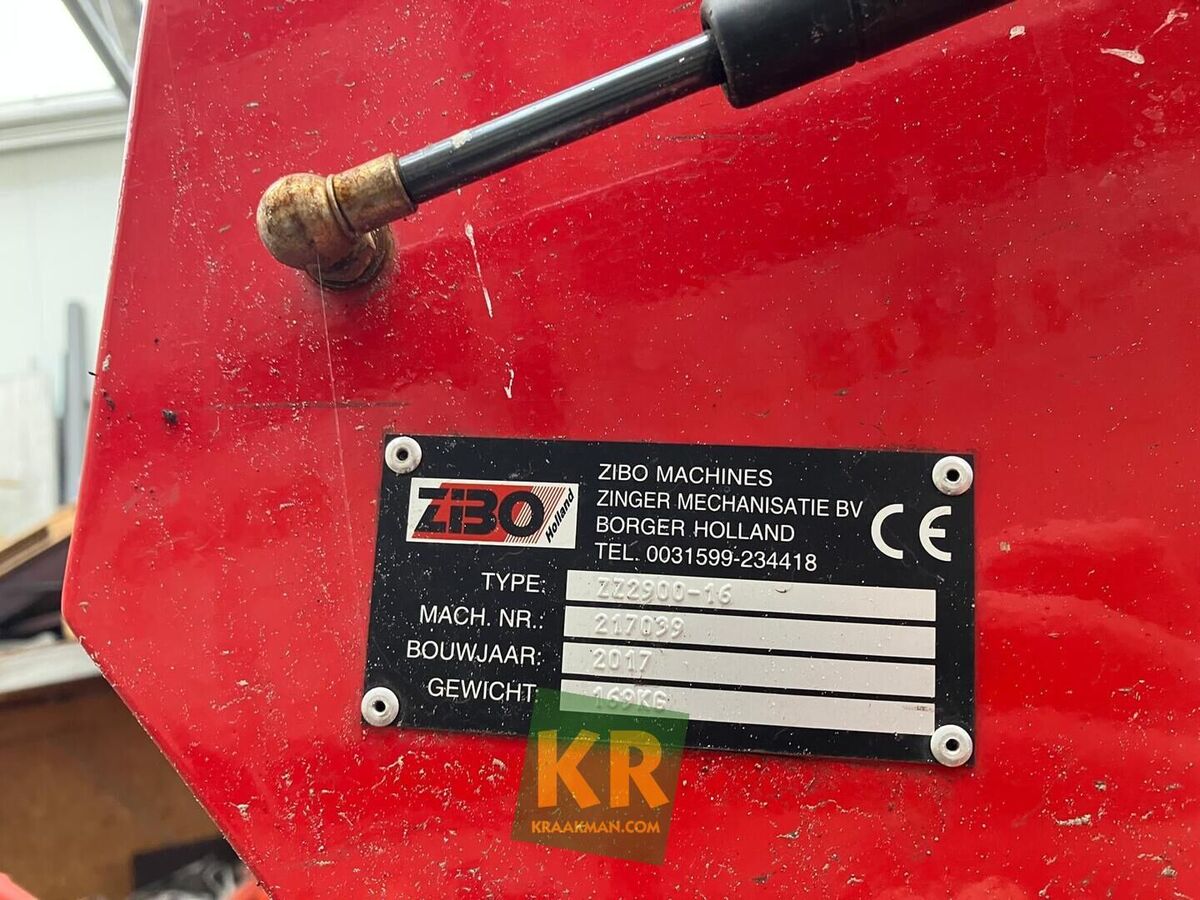 ZIBO Holland
ZIBO MACHINES
ZINGER MECHANISATIE BV
BORGER HOLLAND
TEL. 0031599-234418
CE
TYPE: ZZ2900-16
MACH. NR.: 217039
BOUWJAAR: 2017
GEWICHT: 169KG
KR
KRAAKMAN.COM